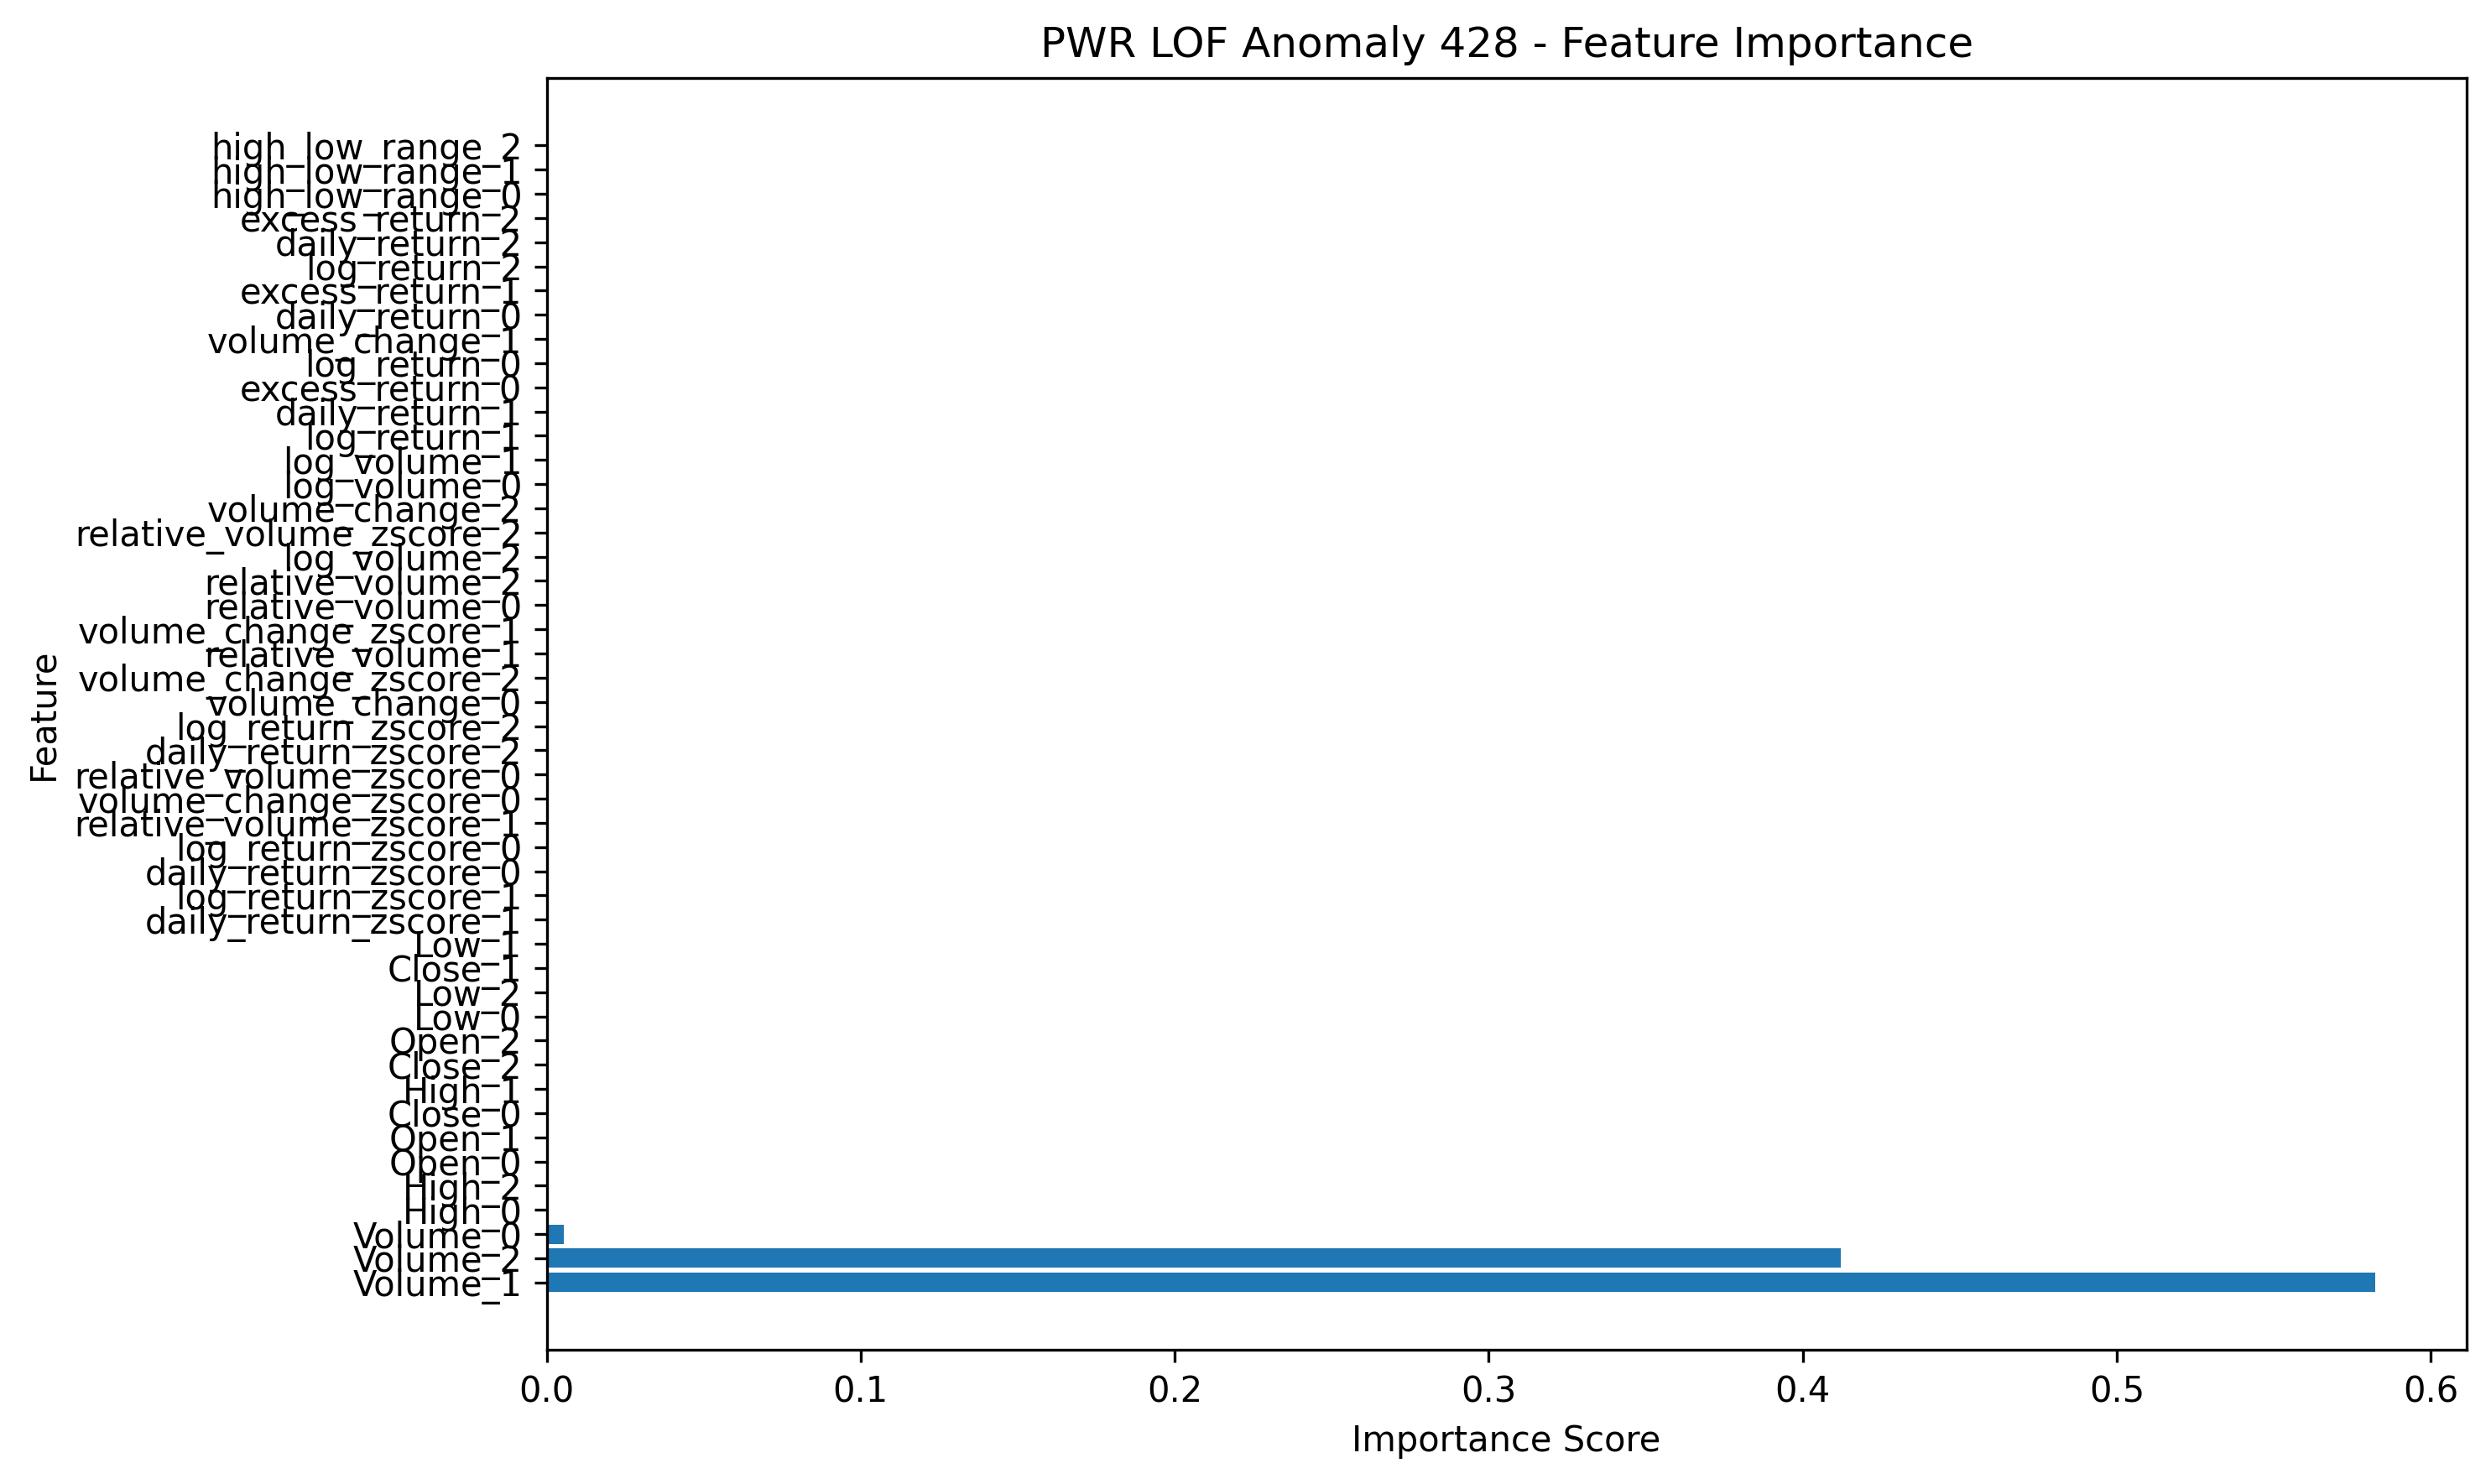 PWR LOF Anomaly 428 - Feature Importance
high_low_range_2
high_low_range_1
high_low_range_0
excess_return_2
daily_return_2
log_return_2
excess_return_1
daily_return_0
volume_change_1
log_return_0
excess_return_0
daily_return_1
log_return_1
log_volume_1
log_volume_0
volume_change_2
relative_volume_zscore_2
log_volume_2
relative_volume_2
relative_volume_0
volume_change_zscore_1
relative_volume_1
volume_change_zscore_2
volume_change_0
log_return_zscore_2
daily_return_zscore_2
relative_volume_zscore_0
volume_change_zscore_0
relative_volume_zscore_1
log_return_zscore_0
daily_return_zscore_0
log_return_zscore_1
daily_return_zscore_1
Low_1
Close_1
Low_2
Low_0
Open_2
Close_2
High_1
Close_0
Open_1
Open_0
High_2
High_0
Volume_0
Volume_2
Volume_1
Feature
0.0 0.1 0.2 0.3 0.4 0.5 0.6
Importance Score